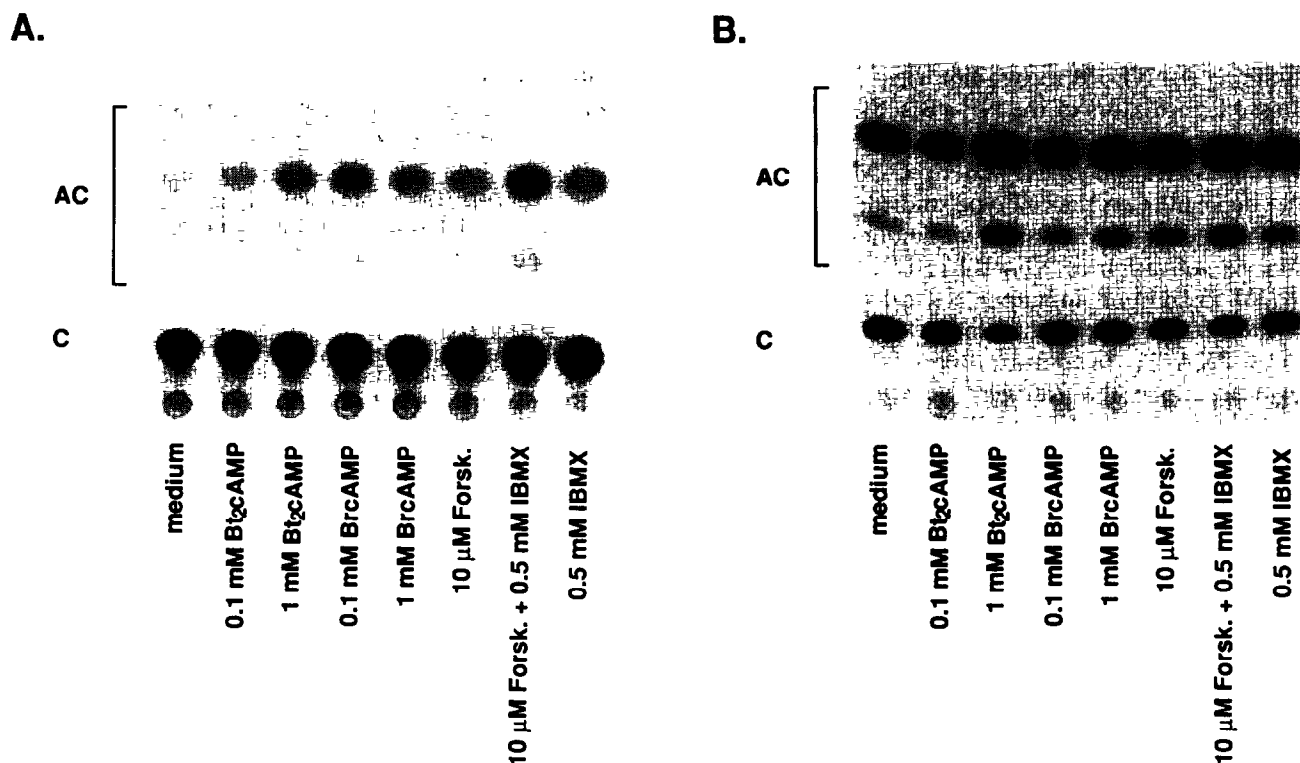 A.
AC
C
medium
0.1 mM Bt₂cAMP
1 mM Bt₂cAMP
0.1 mM BrcAMP
1 mM BrcAMP
10 μM Forsk.
10 μM Forsk. + 0.5 mM IBMX
0.5 mM IBMX
B.
AC
C
medium
0.1 mM Bt₂cAMP
1 mM Bt₂cAMP
0.1 mM BrcAMP
1 mM BrcAMP
10 μM Forsk.
10 μM Forsk. + 0.5 mM IBMX
0.5 mM IBMX